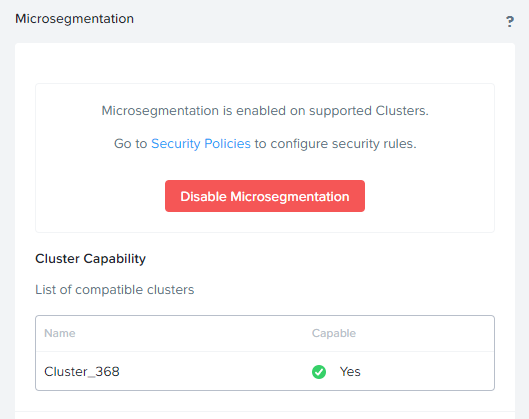 Microsegmentation
?
Microsegmentation is enabled on supported Clusters.
Go to Security Policies to configure security rules.
Disable Microsegmentation
Cluster Capability
List of compatible clusters
Name Capable
Cluster_368 Yes